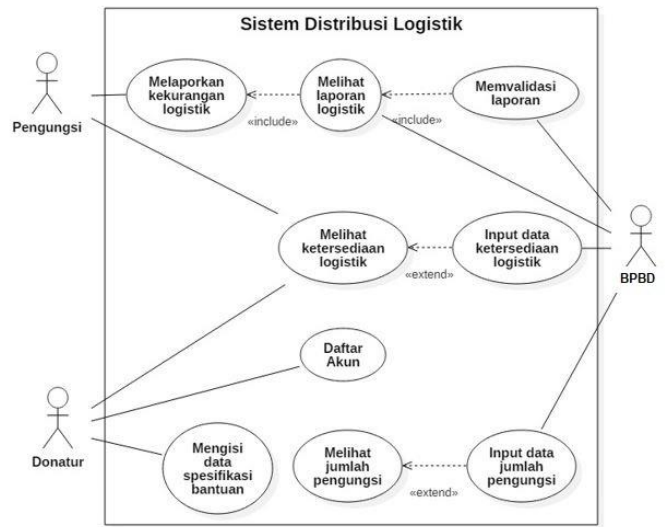 Sistem Distribusi Logistik
Melaporkan
kekurangan
logistik
Melihat
laporan
logistik
Memvalidasi
laporan
«include»
«include»
Pengungsi
Melihat
ketersediaan
logistik
Input data
ketersediaan
logistik
«extend»
BPBD
Daftar
Akun
Donatur
Mengisi
data
spesifikasi
bantuan
Melihat
jumlah
pengungsi
Input data
jumlah
pengungsi
«extend»